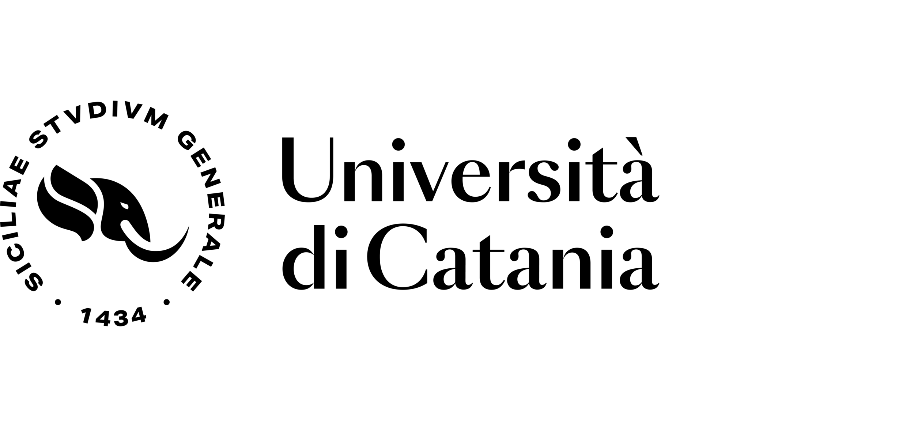 SICILIAE STVDIVM GENERALE
· 1434 ·
Università
di Catania